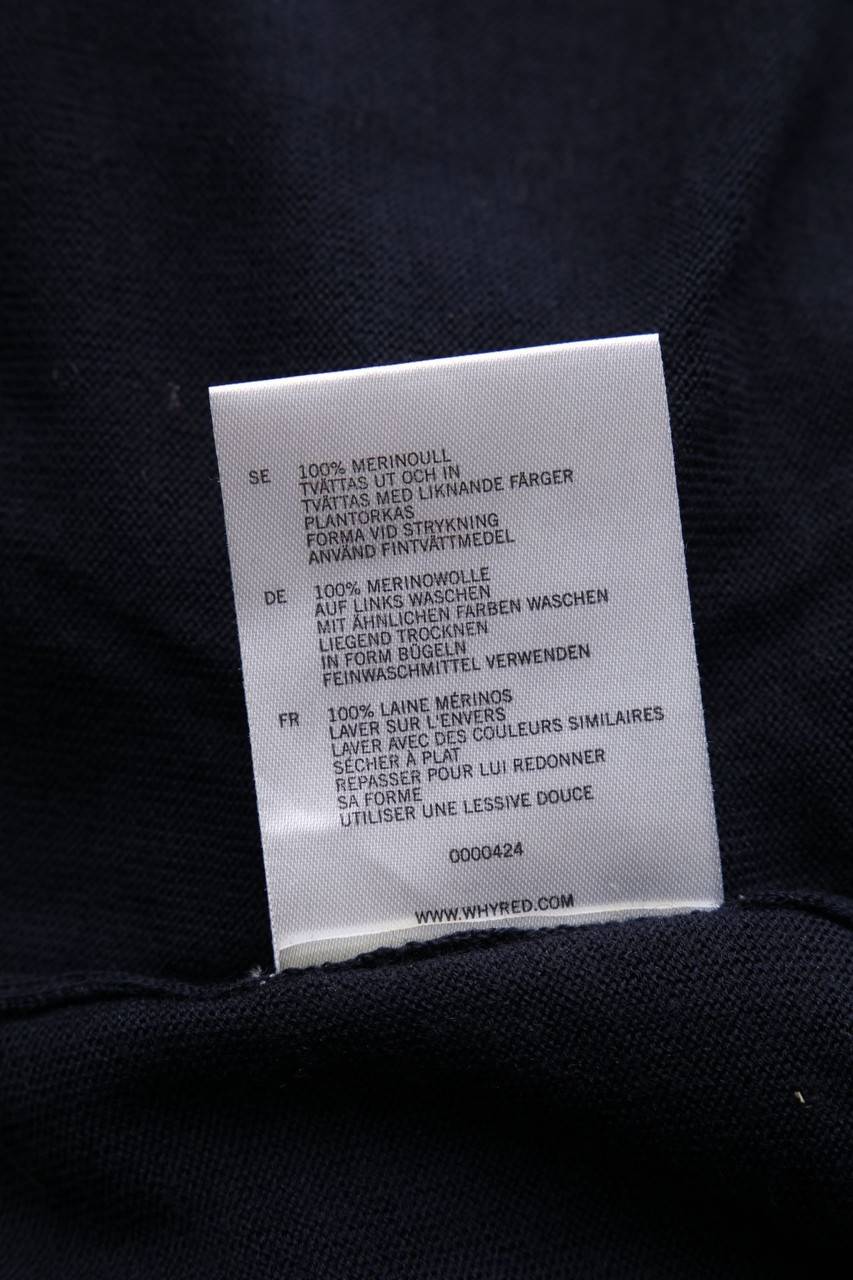 SE 100% MERINOULL
TVÄTTAS UT OCH IN
TVÄTTAS MED LIKNANDE FÄRGER
PLANTORKAS
FORMA VID STRYKNING
ANVÄND FINTVÄTTMEDEL
DE 100% MERINOWOLLE
AUF LINKS WASCHEN
MIT ÄHNLICHEN FARBEN WASCHEN
LIEGEND TROCKNEN
IN FORM BÜGELN
FEINWASCHMITTEL VERWENDEN
FR 100% LAINE MÉRINOS
LAVER SUR L'ENVERS
LAVER AVEC DES COULEURS SIMILAIRES
SÉCHER À PLAT
REPASSER POUR LUI REDONNER
SA FORME
UTILISER UNE LESSIVE DOUCE
0000424
WWW.WHYRED.COM